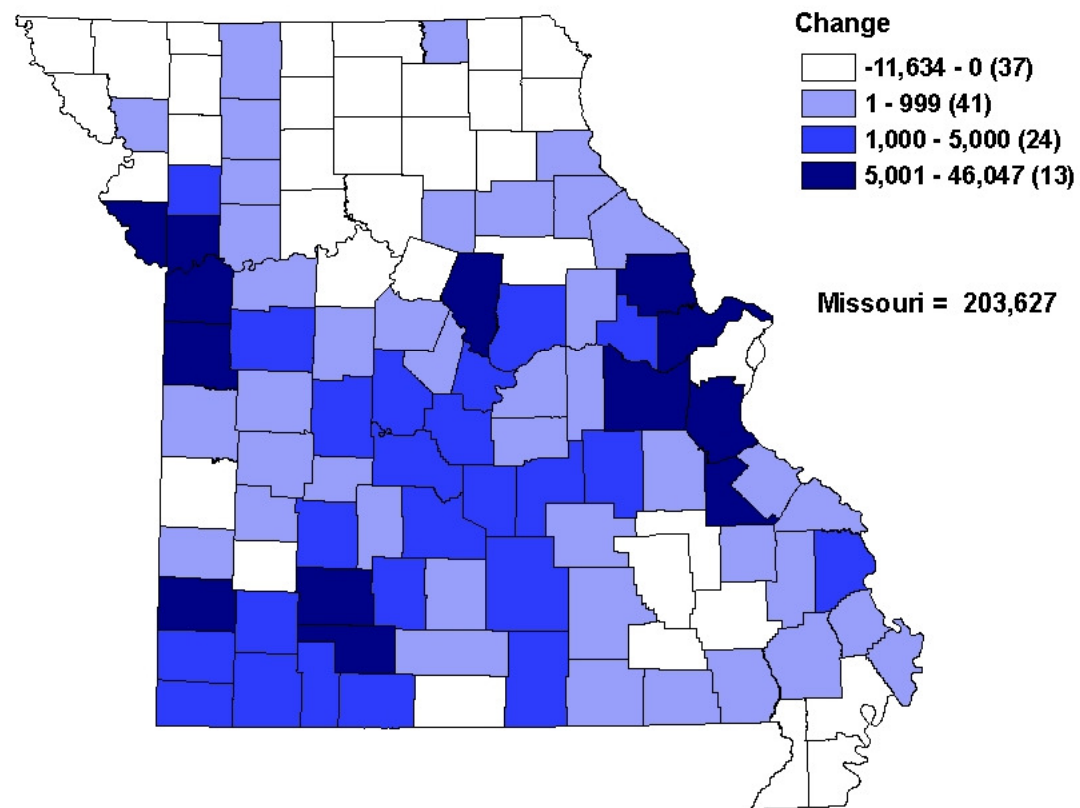 Change
-11,634 - 0 (37)
1 - 999 (41)
1,000 - 5,000 (24)
5,001 - 46,047 (13)
Missouri = 203,627